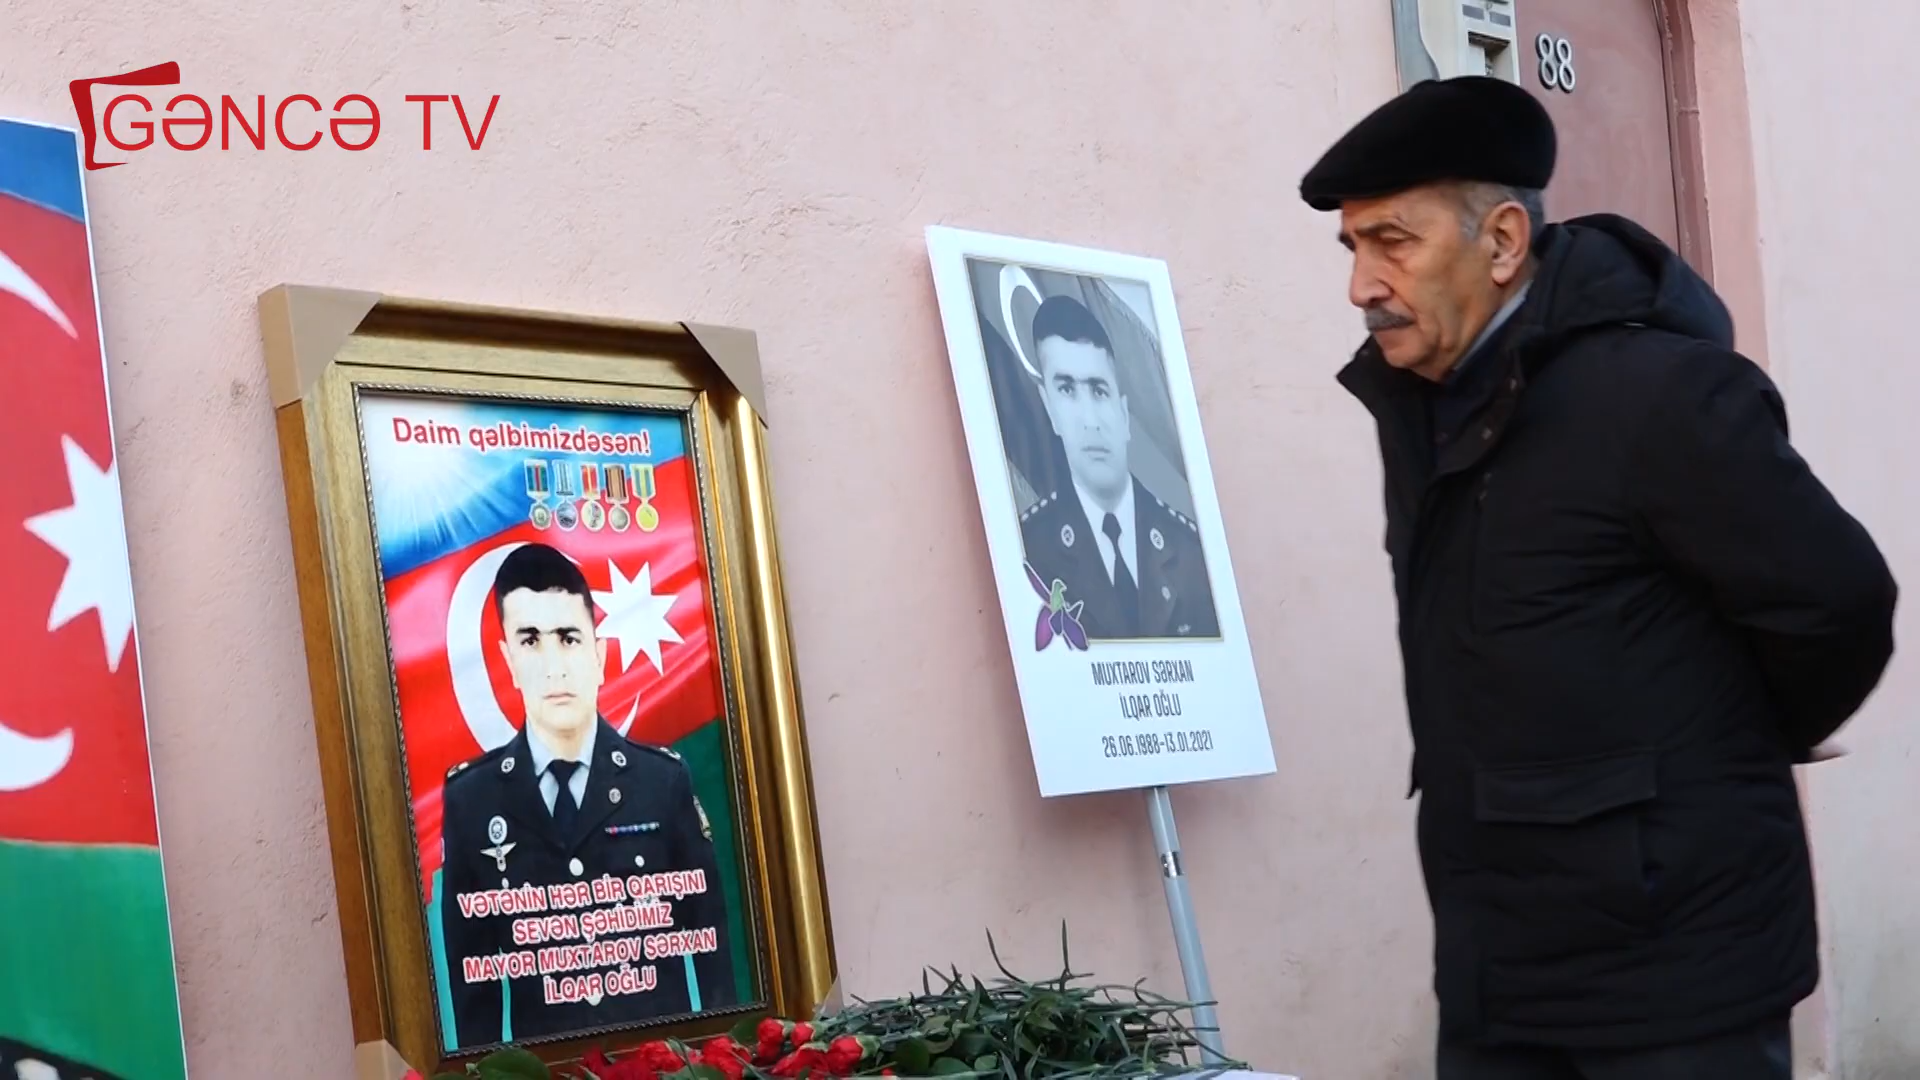 GƏNCƏ TV
88
Daim qəlbimizdəsən!
VƏTƏNİN HƏR BİR QARIŞINI
SEVƏN ŞƏHİDİMİZ
MAYOR MUXTAROV SƏRXAN
İLQAR OĞLU
MUXTAROV SƏRXAN
İLQAR OĞLU
26.06.1988-13.01.2021